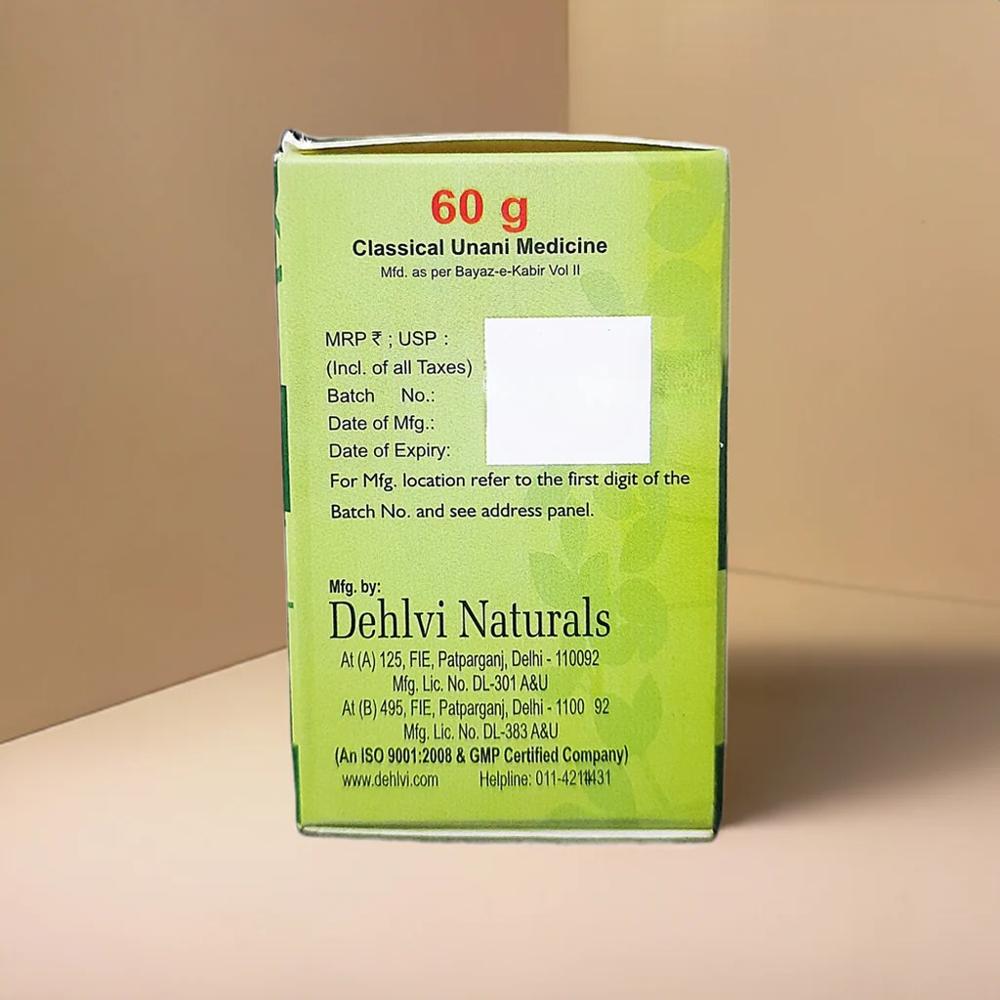 60 g
Classical Unani Medicine
Mfd. as per Bayaz-e-Kabir Vol II
MRP ₹ ; USP :
(Incl. of all Taxes)
Batch No.:
Date of Mfg.:
Date of Expiry:
For Mfg. location refer to the first digit of the
Batch No. and see address panel.
Mfg. by:
Dehlvi Naturals
At (A) 125, FIE, Patparganj, Delhi - 110092
Mfg. Lic. No. DL-301 A&U
At (B) 495, FIE, Patparganj, Delhi - 1100 92
Mfg. Lic. No. DL-383 A&U
(An ISO 9001:2008 & GMP Certified Company)
www.dehlvi.com Helpline: